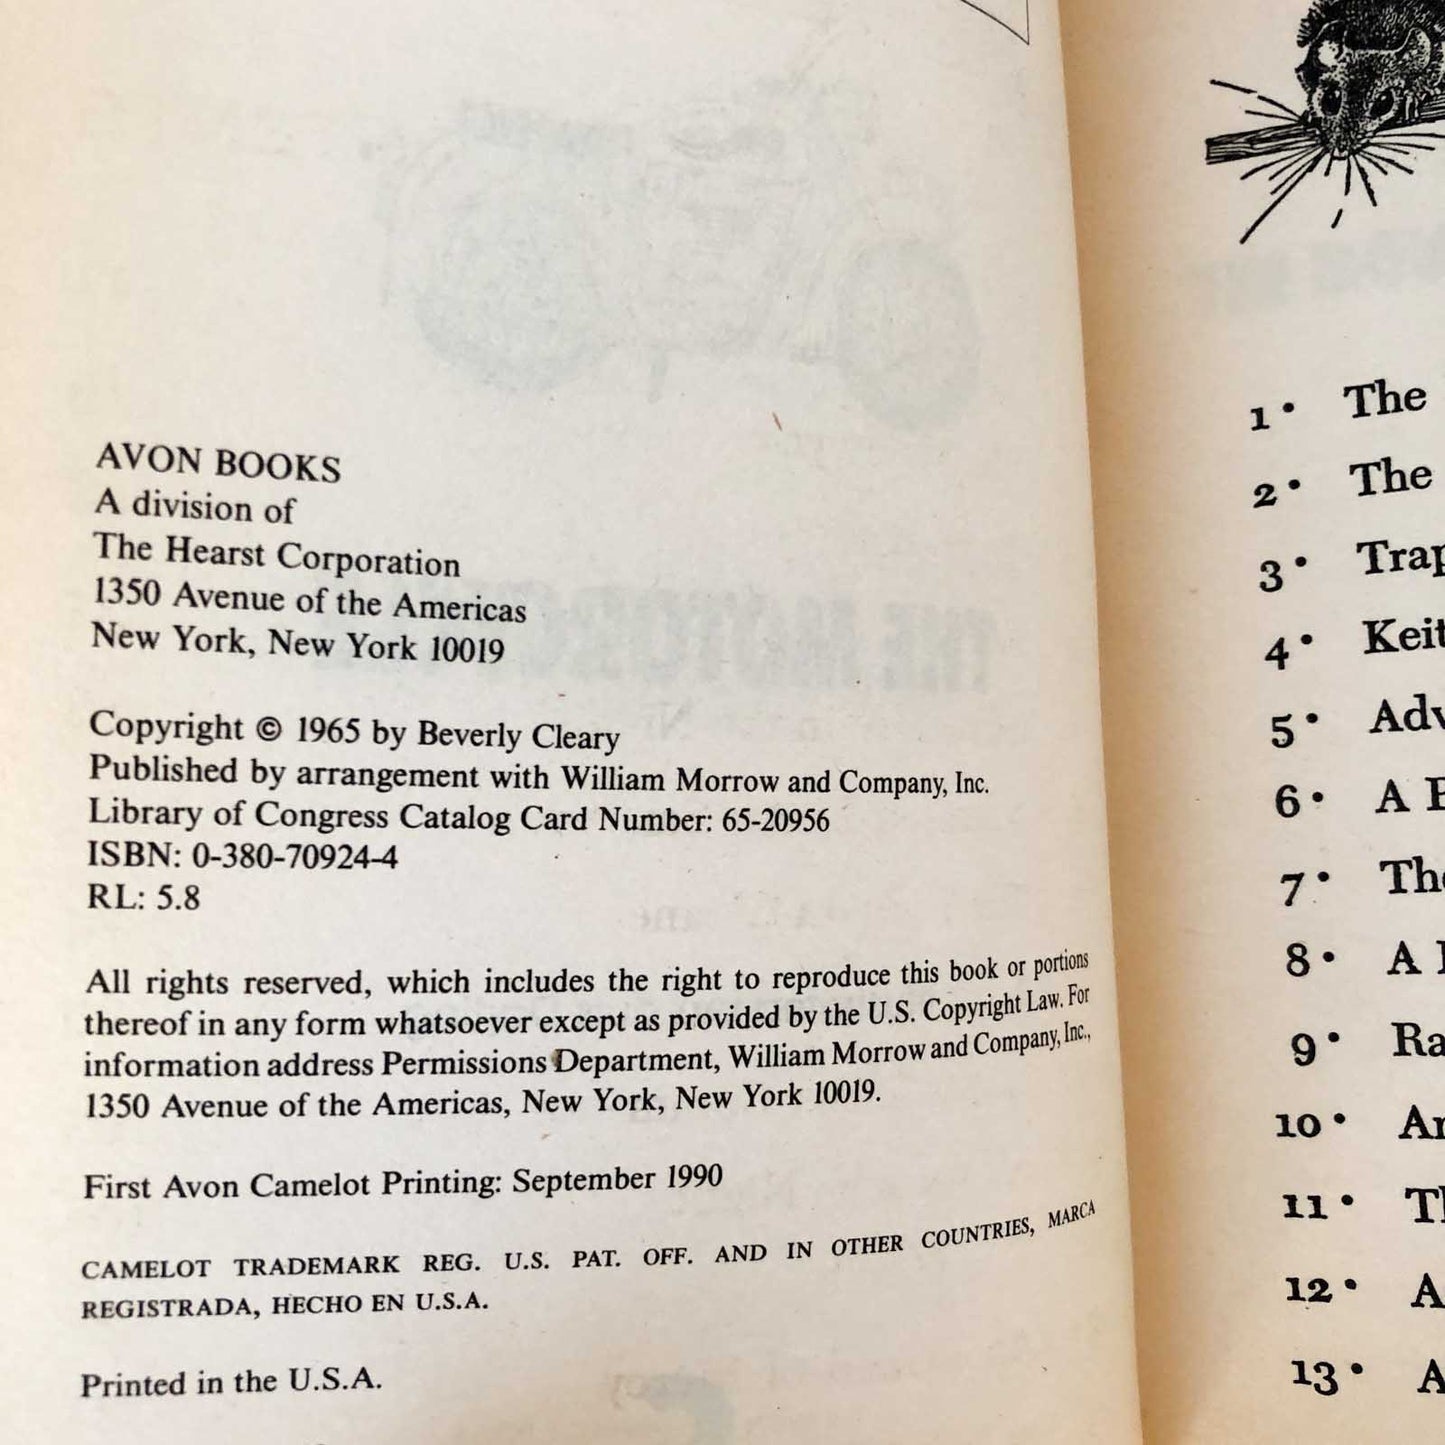 AVON BOOKS
A division of
The Hearst Corporation
1350 Avenue of the Americas
New York, New York 10019
Copyright © 1965 by Beverly Cleary
Published by arrangement with William Morrow and Company, Inc.
Library of Congress Catalog Card Number: 65-20956
ISBN: 0-380-70924-4
RL: 5.8
All rights reserved, which includes the right to reproduce this book or portions
thereof in any form whatsoever except as provided by the U.S. Copyright Law. For
information address Permissions Department, William Morrow and Company, Inc.,
1350 Avenue of the Americas, New York, New York 10019.
First Avon Camelot Printing: September 1990
CAMELOT TRADEMARK REG. U.S. PAT. OFF. AND IN OTHER COUNTRIES, MARCA
REGISTRADA, HECHO EN U.S.A.
Printed in the U.S.A.
1 • The
2 • The
3 •
4 •
5 •
6 • A
7 •
8 • A
9 •
10 •
11 •
12 • A
13 • A